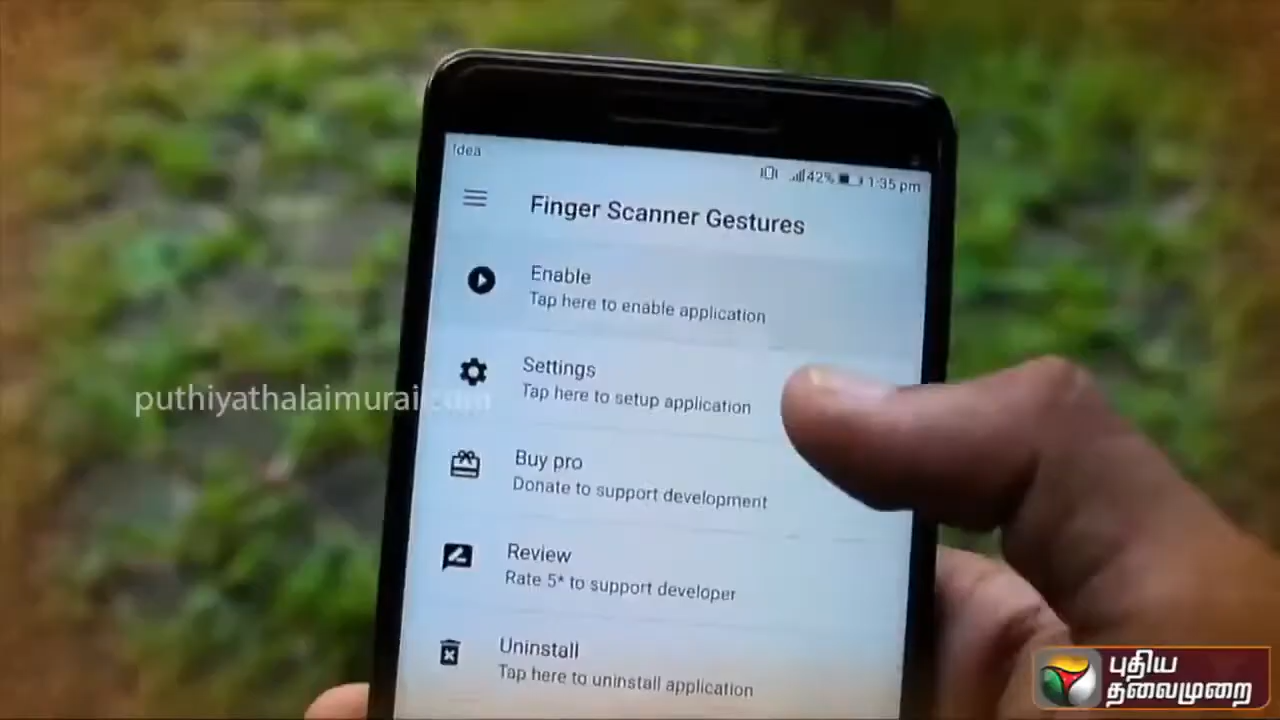 Idea
42% 1:35 pm
Finger Scanner Gestures
Enable
Tap here to enable application
Settings
Tap here to setup application
puthiyathalaimurai.com
Buy pro
Donate to support development
Review
Rate 5* to support developer
Uninstall
Tap here to uninstall application
புதிய
தலைமுறை